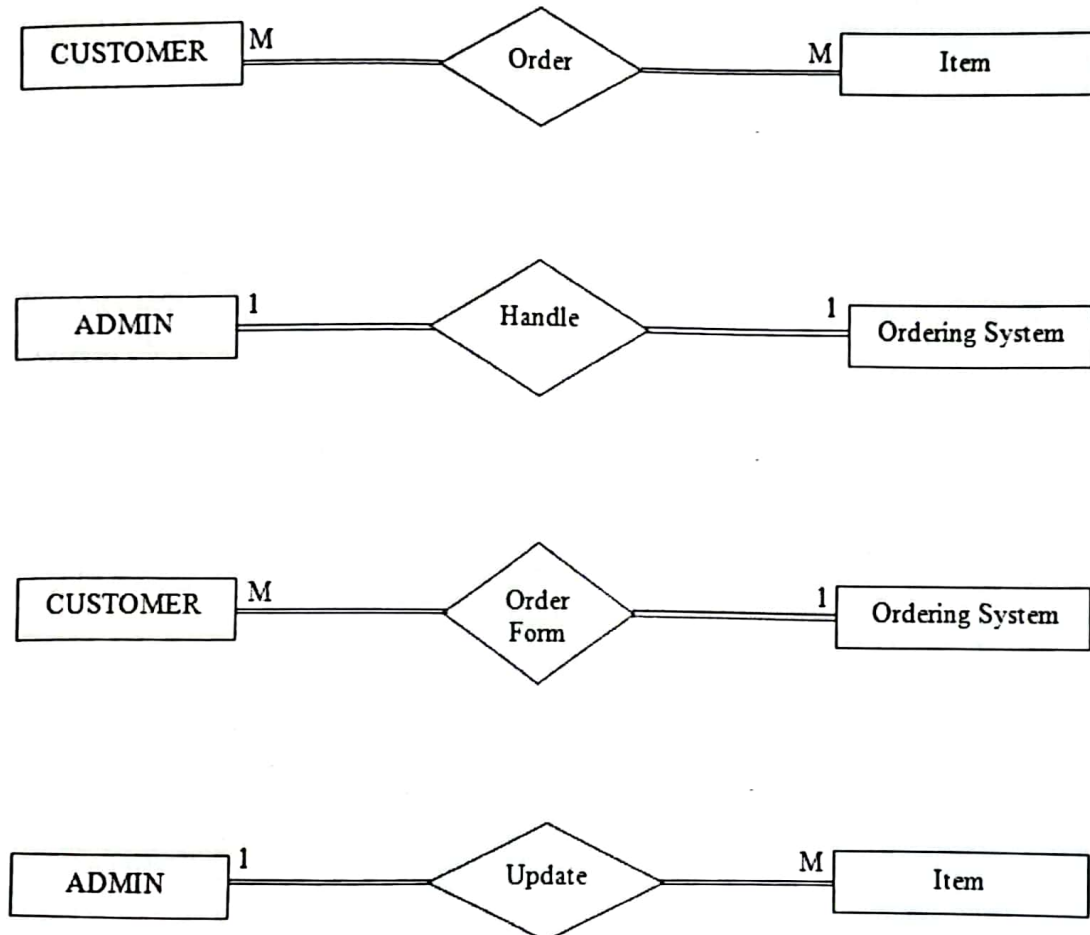 CUSTOMER M Order M Item
ADMIN 1 Handle 1 Ordering System
CUSTOMER M Order 1 Ordering System
Form
ADMIN 1 Update M Item